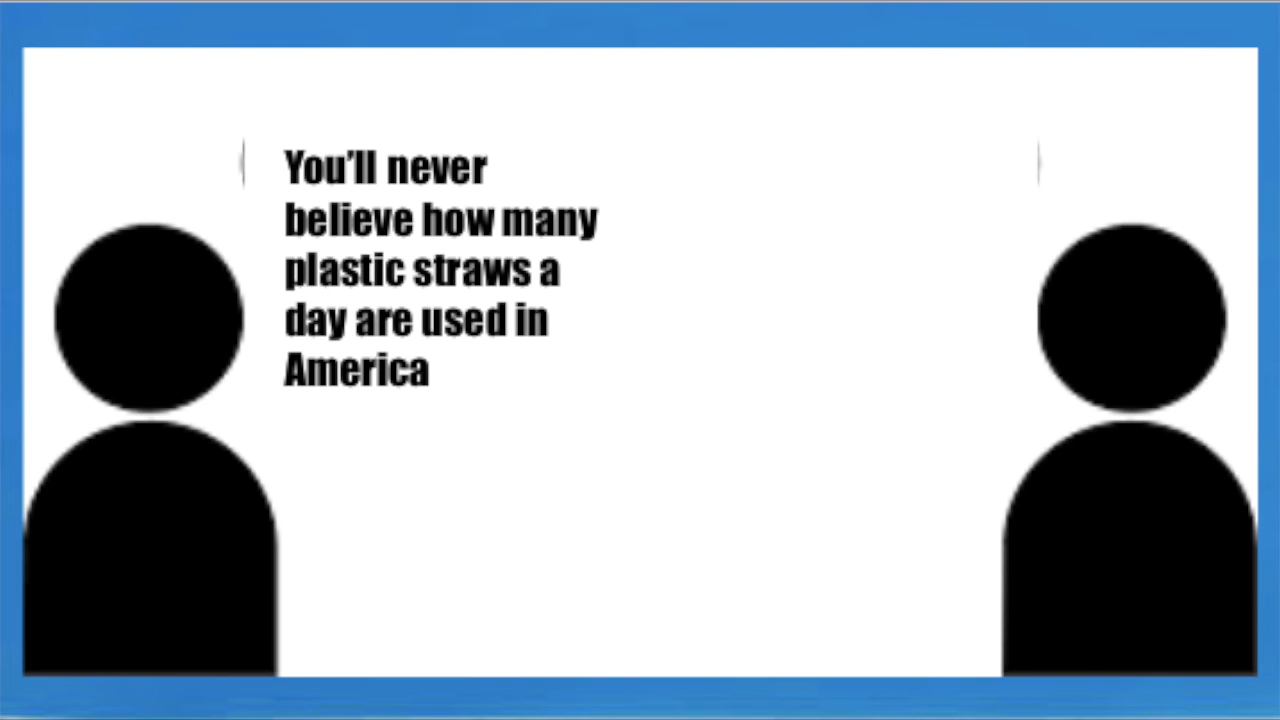 You’ll never
believe how many
plastic straws a
day are used in
America